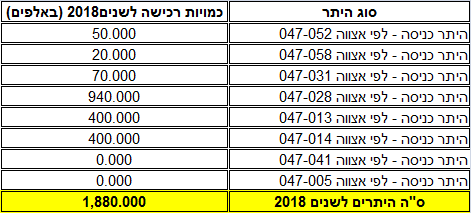 סוג היתר כמויות רכישה לשנים2018 (באלפים)
היתר כניסה - לפי אצווה 047-052 50.000
היתר כניסה - לפי אצווה 047-058 20.000
היתר כניסה - לפי אצווה 047-031 70.000
היתר כניסה - לפי אצווה 047-028 940.000
היתר כניסה - לפי אצווה 047-013 400.000
היתר כניסה - לפי אצווה 047-014 400.000
היתר כניסה - לפי אצווה 047-041 0.000
היתר כניסה - לפי אצווה 047-005 0.000
ס"ה היתרים לשנים 2018 1,880.000